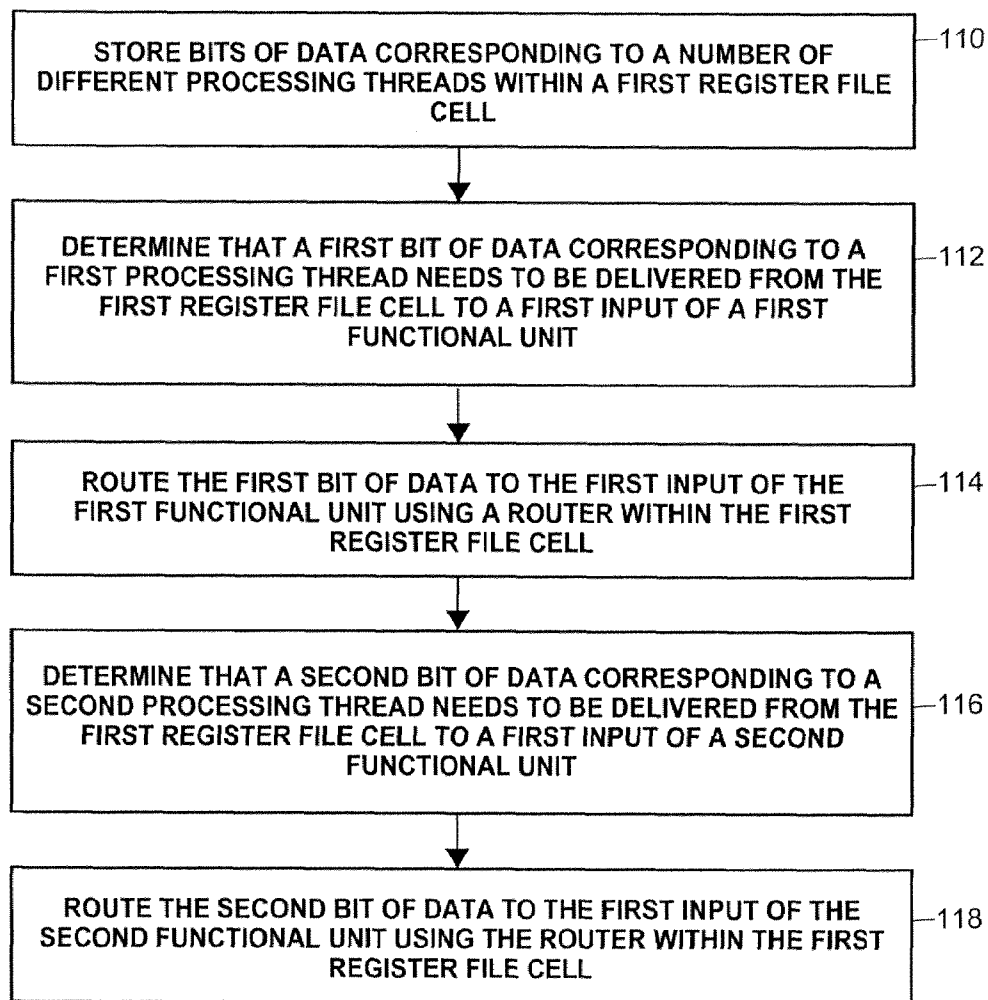 STORE BITS OF DATA CORRESPONDING TO A NUMBER OF
DIFFERENT PROCESSING THREADS WITHIN A FIRST REGISTER FILE
CELL
110
DETERMINE THAT A FIRST BIT OF DATA CORRESPONDING TO A
FIRST PROCESSING THREAD NEEDS TO BE DELIVERED FROM THE
FIRST REGISTER FILE CELL TO A FIRST INPUT OF A FIRST
FUNCTIONAL UNIT
112
ROUTE THE FIRST BIT OF DATA TO THE FIRST INPUT OF THE
FIRST FUNCTIONAL UNIT USING A ROUTER WITHIN THE FIRST
REGISTER FILE CELL
114
DETERMINE THAT A SECOND BIT OF DATA CORRESPONDING TO A
SECOND PROCESSING THREAD NEEDS TO BE DELIVERED FROM THE
FIRST REGISTER FILE CELL TO A FIRST INPUT OF A SECOND
FUNCTIONAL UNIT
116
ROUTE THE SECOND BIT OF DATA TO THE FIRST INPUT OF THE
SECOND FUNCTIONAL UNIT USING THE ROUTER WITHIN THE FIRST
REGISTER FILE CELL
118